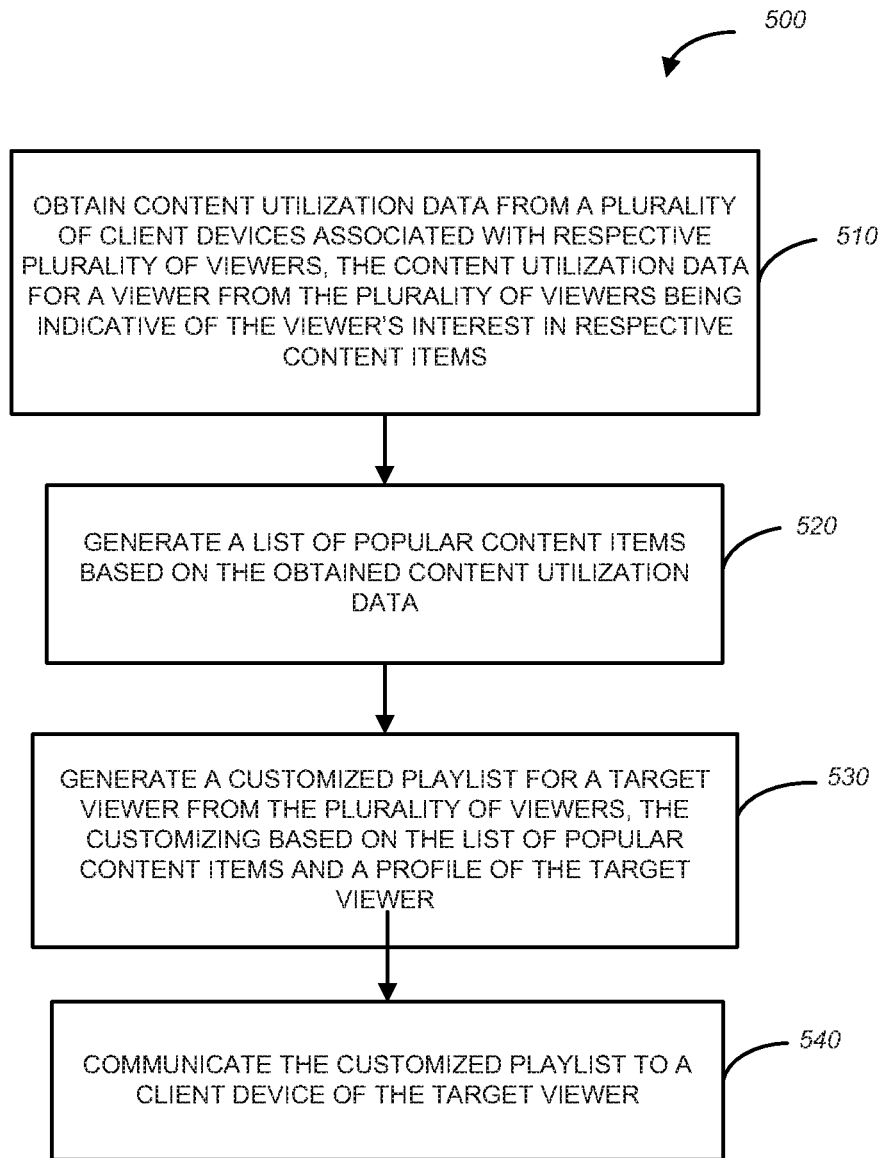 500
OBTAIN CONTENT UTILIZATION DATA FROM A PLURALITY
OF CLIENT DEVICES ASSOCIATED WITH RESPECTIVE
PLURALITY OF VIEWERS, THE CONTENT UTILIZATION DATA
FOR A VIEWER FROM THE PLURALITY OF VIEWERS BEING
INDICATIVE OF THE VIEWER'S INTEREST IN RESPECTIVE
CONTENT ITEMS
510
GENERATE A LIST OF POPULAR CONTENT ITEMS
BASED ON THE OBTAINED CONTENT UTILIZATION
DATA
520
GENERATE A CUSTOMIZED PLAYLIST FOR A TARGET
VIEWER FROM THE PLURALITY OF VIEWERS, THE
CUSTOMIZING BASED ON THE LIST OF POPULAR
CONTENT ITEMS AND A PROFILE OF THE TARGET
VIEWER
530
COMMUNICATE THE CUSTOMIZED PLAYLIST TO A
CLIENT DEVICE OF THE TARGET VIEWER
540